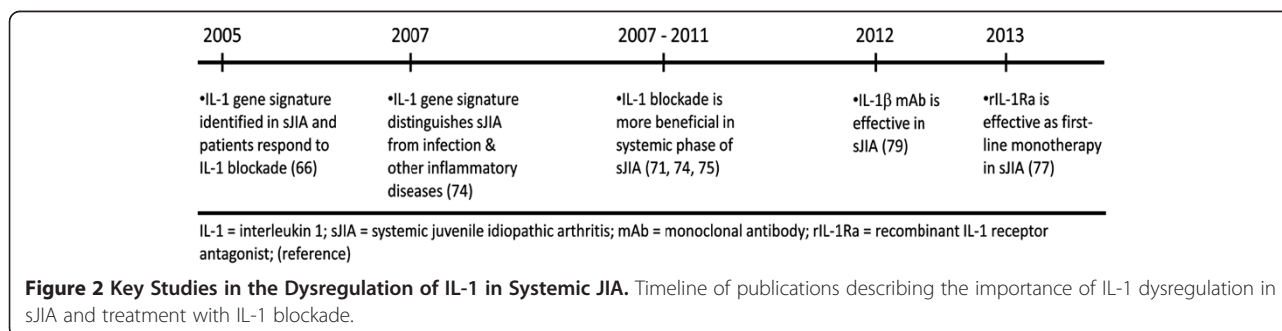 2005
2007
2007 - 2011
2012
2013
•IL-1 gene signature
identified in sJIA and
patients respond to
IL-1 blockade (66)
•IL-1 gene signature
distinguishes sJIA
from infection &
other inflammatory
diseases (74)
•IL-1 blockade is
more beneficial in
systemic phase of
sJIA (71, 74, 75)
•IL-1β mAb is
effective in
sJIA (79)
•rIL-1Ra is
effective as first-
line monotherapy
in sJIA (77)
IL-1 = interleukin 1; sJIA = systemic juvenile idiopathic arthritis; mAb = monoclonal antibody; rIL-1Ra = recombinant IL-1 receptor
antagonist; (reference)
Figure 2 Key Studies in the Dysregulation of IL-1 in Systemic JIA. Timeline of publications describing the importance of IL-1 dysregulation in
sJIA and treatment with IL-1 blockade.